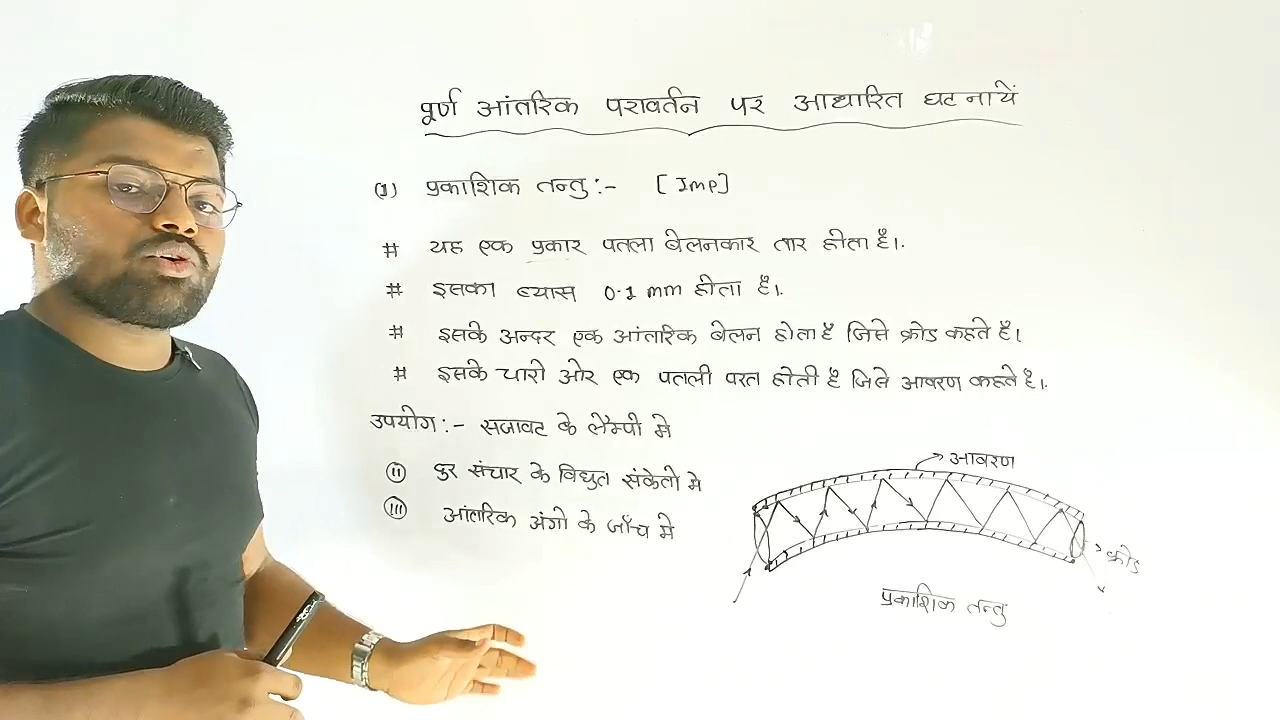 पूर्ण आंतरिक परावर्तन पर आधारित घटनायें
(1) प्रकाशिक तन्तु :- [Imp]
# यह एक प्रकार पतला बेलनकार तार होता है।.
# इसका व्यास 0.1 mm होता है।.
# इसके अन्दर एक आंतरिक बेलन होता है जिसे क्रोड कहते है।
# इसके चारो ओर एक पतली परत होती है जिसे आवरण कहते है।.
उपयोग :- सजावट के लैम्पो मे
(ii) दुर संचार के विद्युत संकेतो मे
(iii) आंतरिक अंगो के जाँच मे
आवरण
क्रोड
प्रकाशिक तन्तु